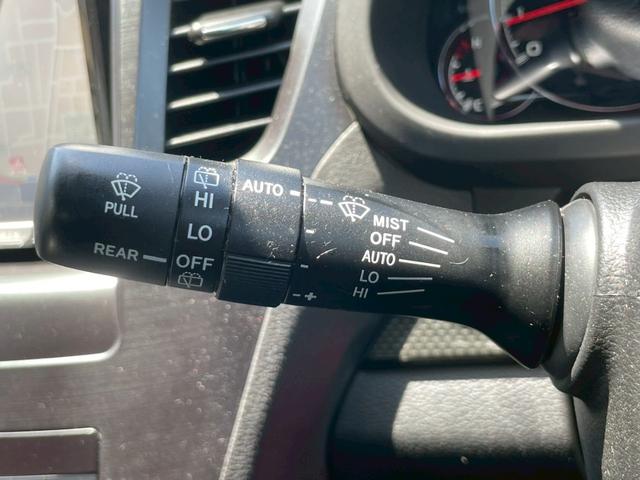 PULL
REAR
HI
LO
OFF
AUTO
- +
MIST
OFF
AUTO
LO
HI